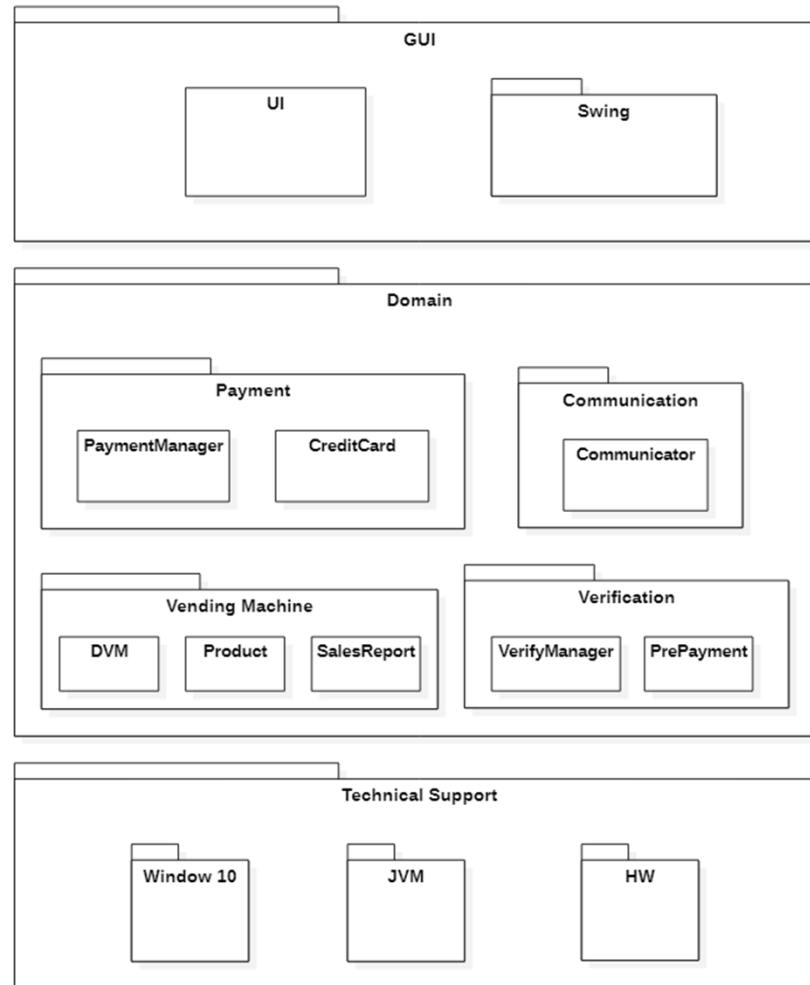 GUI
UI
Swing
Domain
Payment
PaymentManager
CreditCard
Communication
Communicator
Vending Machine
DVM
Product
SalesReport
Verification
VerifyManager
PrePayment
Technical Support
Window 10
JVM
HW